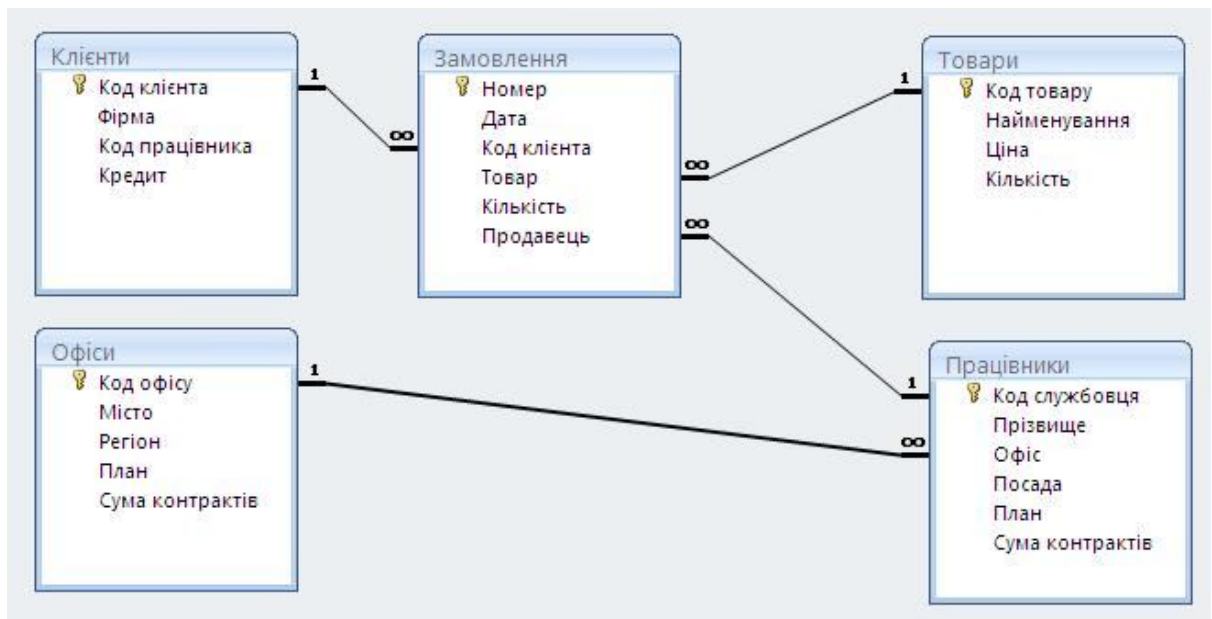 Клієнти
Код клієнта
Фірма
Код працівника
Кредит
1
∞
Замовлення
Номер
Дата
Код клієнта
Товар
Кількість
Продавець
∞
∞
1
Товари
Код товару
Найменування
Ціна
Кількість
Офіси
Код офісу
Місто
Регіон
План
Сума контрактів
1
1
∞
Працівники
Код службовця
Прізвище
Офіс
Посада
План
Сума контрактів